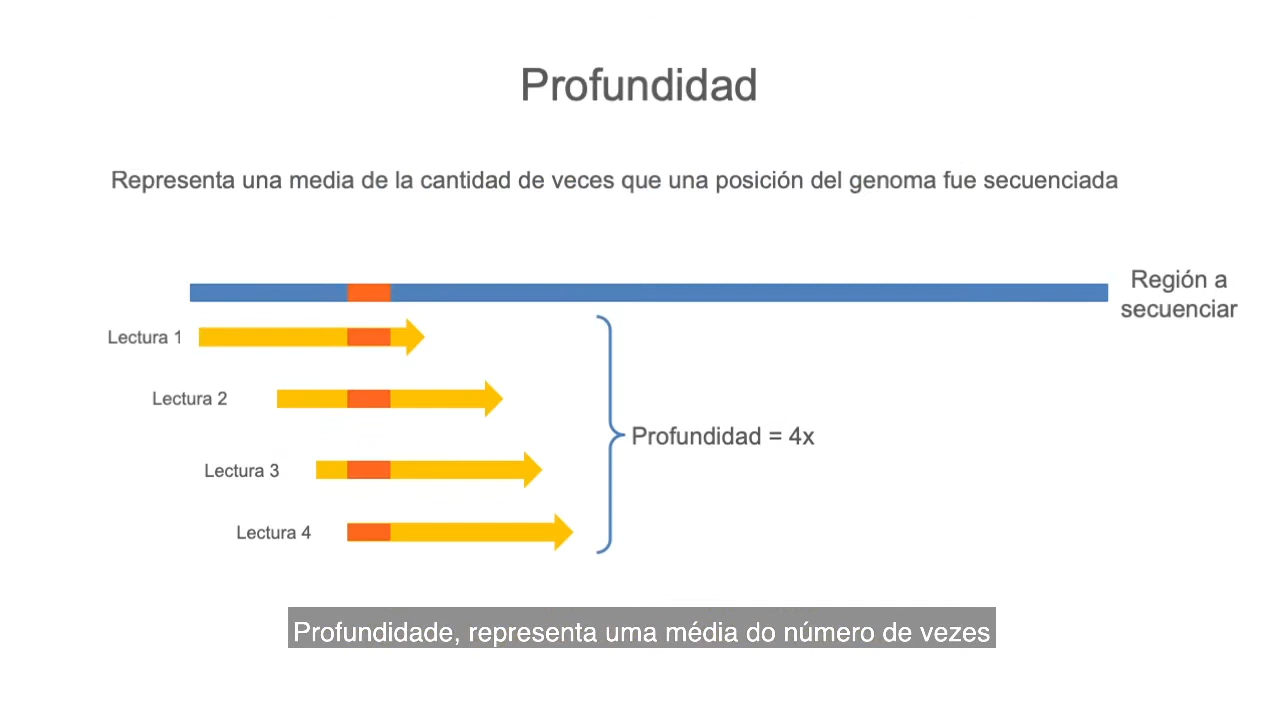 Profundidad
Representa una media de la cantidad de veces que una posición del genoma fue secuenciada
Región a
secuenciar
Lectura 1
Lectura 2
Profundidad = 4x
Lectura 3
Lectura 4
Profundidade, representa uma média do número de vezes